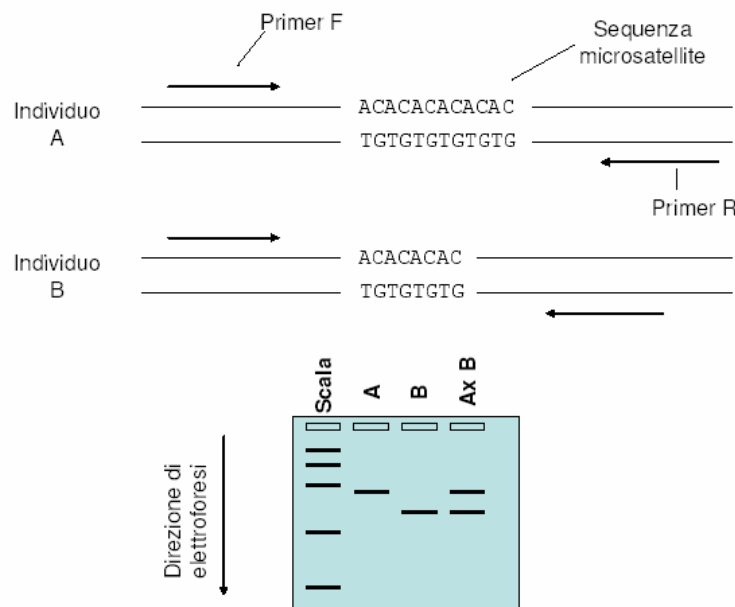 Primer F
Sequenza
microsatellite
Individuo
A
ACACACACACAC
TGTGTGTGTGTG
Primer R
Individuo
B
ACACACAC
TGTGTGTG
Scala
A
B
Ax B
Direzione di
elettroforesi